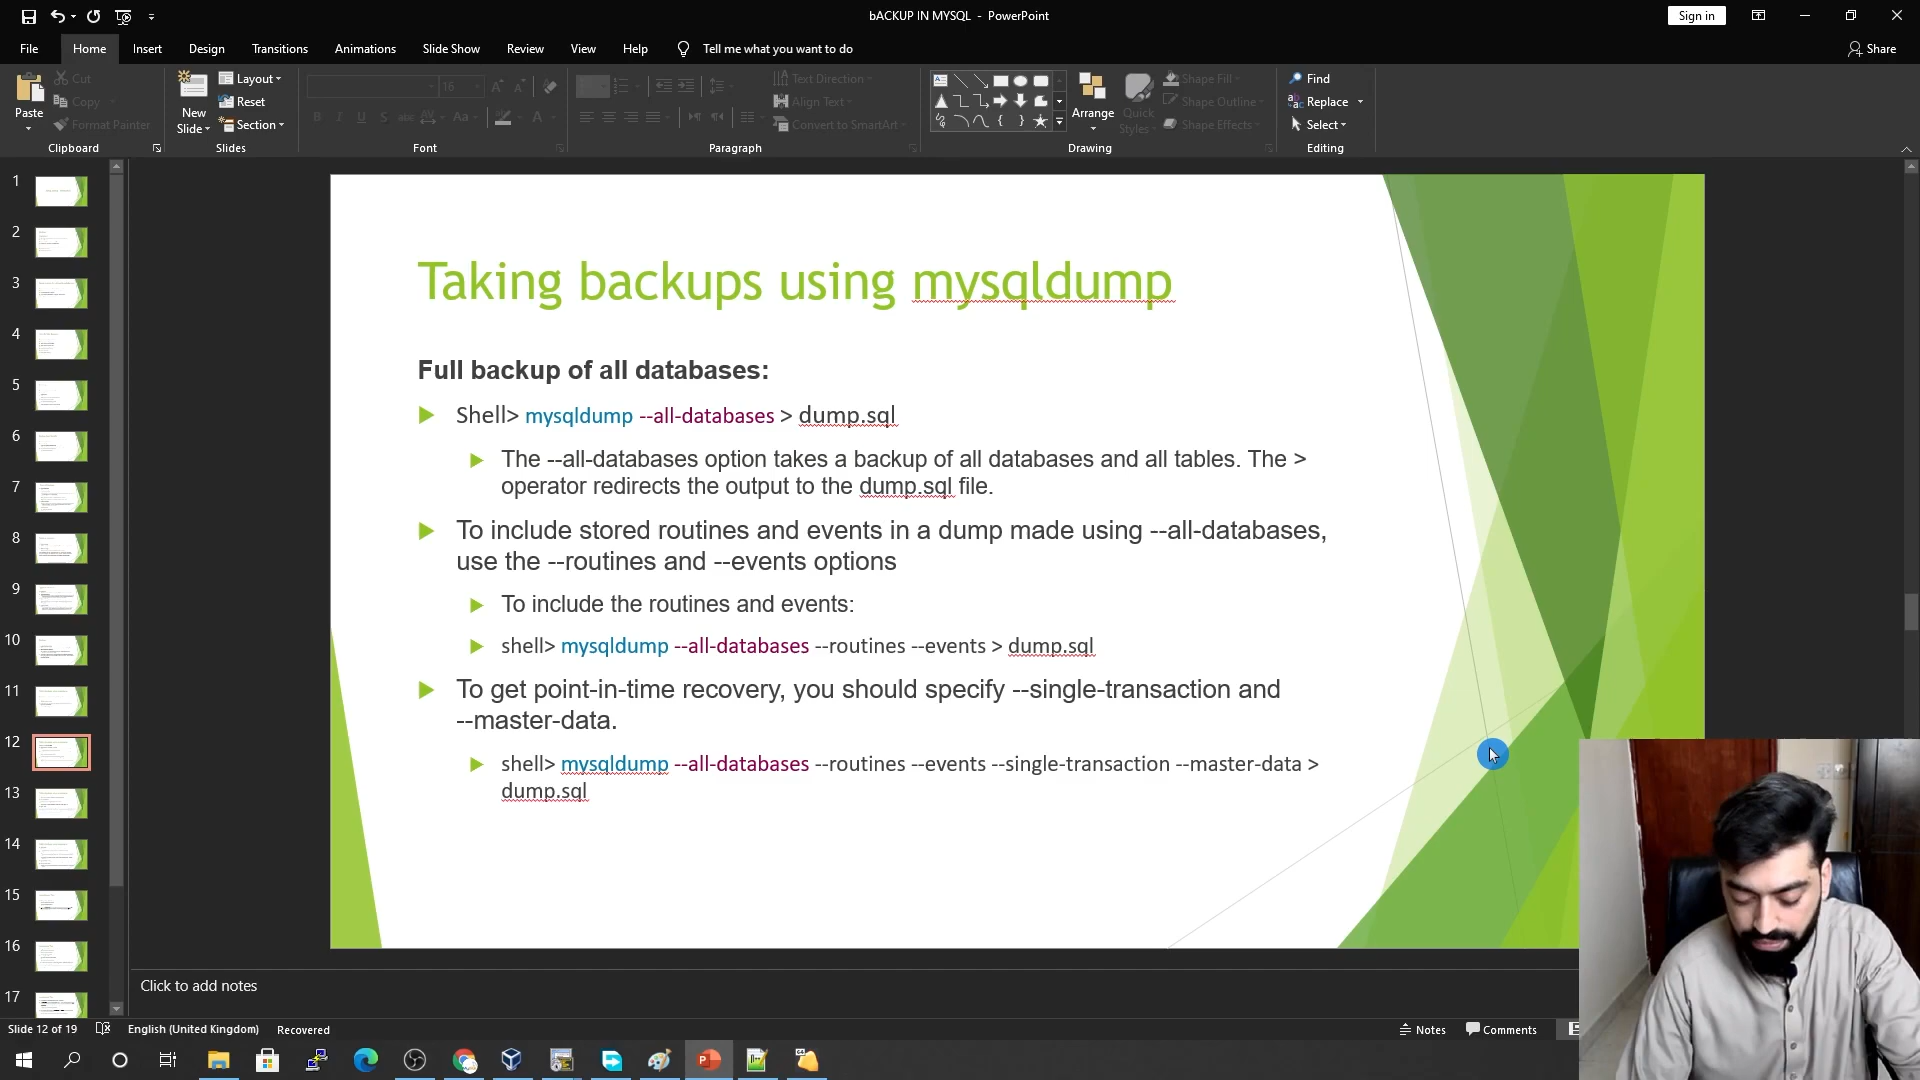 bACKUP IN MYSQL - PowerPoint
Sign in
File Home Insert Design Transitions Animations Slide Show Review View Help Tell me what you want to do
Share
Paste
Cut
Copy
Format Painter
Clipboard
New Slide
Layout
Reset
Section
Slides
16
Font
Text Direction
Align Text
Convert to SmartArt
Paragraph
Arrange
Quick Styles
Shape Fill
Shape Outline
Shape Effects
Drawing
Find
Replace
Select
Editing
1
2
3
4
5
6
7
8
9
10
11
12
13
14
15
16
17
Taking backups using mysqldump
Full backup of all databases:
Shell> mysqldump --all-databases > dump.sql
The --all-databases option takes a backup of all databases and all tables. The >
operator redirects the output to the dump.sql file.
To include stored routines and events in a dump made using --all-databases,
use the --routines and --events options
To include the routines and events:
shell> mysqldump --all-databases --routines --events > dump.sql
To get point-in-time recovery, you should specify --single-transaction and
--master-data.
shell> mysqldump --all-databases --routines --events --single-transaction --master-data >
dump.sql
Click to add notes
Slide 12 of 19 English (United Kingdom) Recovered
Notes Comments